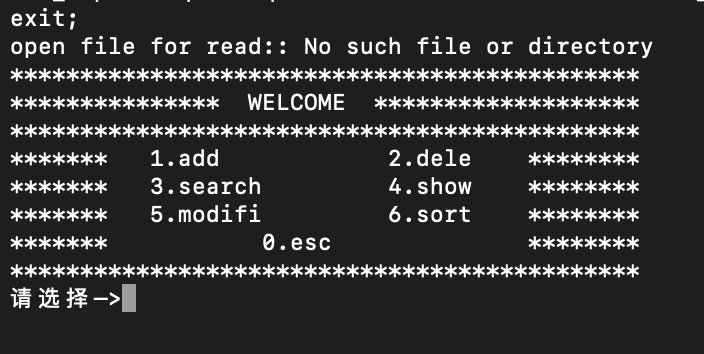 exit;
open file for read:: No such file or directory
*********************************************
*****************  WELCOME  *******************
*********************************************
*******   1.add            2.dele    ********
*******   3.search         4.show    ********
*******   5.modifi         6.sort    ********
*******           0.esc              ********
*********************************************
请选择—>